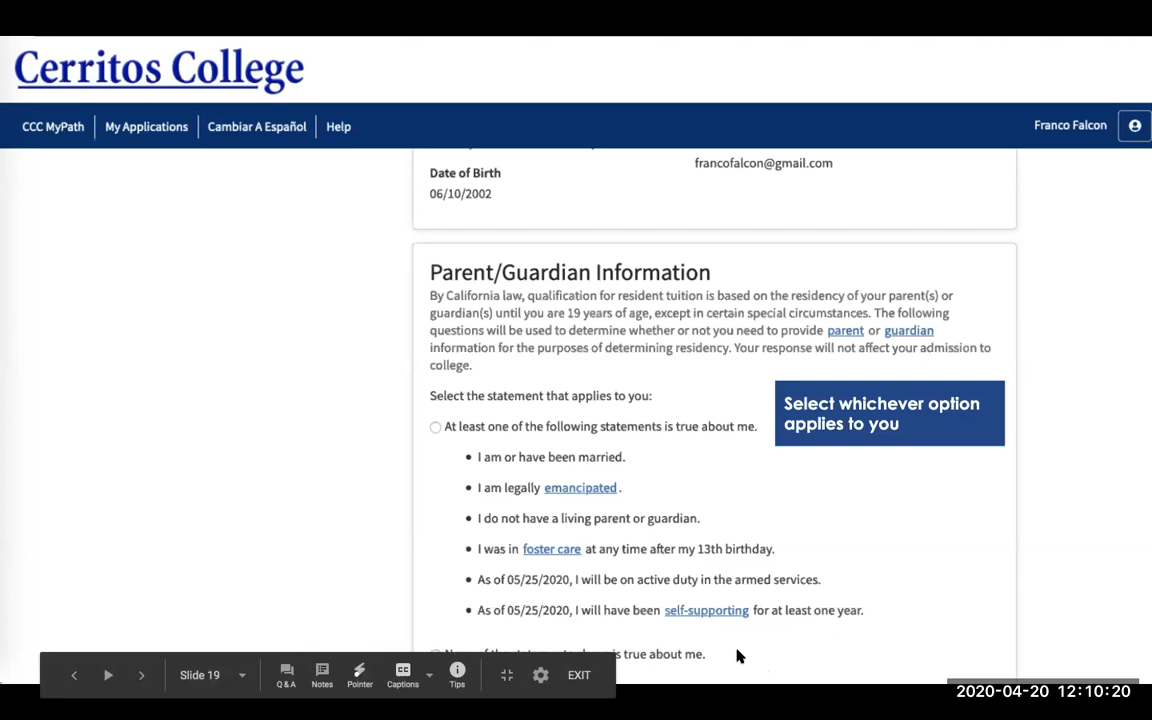 Cerritos College
CCC MyPath
My Applications
Cambiar A Español
Help
Franco Falcon
francofalcon@gmail.com
Date of Birth
06/10/2002
Parent/Guardian Information
By California law, qualification for resident tuition is based on the residency of your parent(s) or
guardian(s) until you are 19 years of age, except in certain special circumstances. The following
questions will be used to determine whether or not you need to provide parent or guardian
information for the purposes of determining residency. Your response will not affect your admission to
college.
Select the statement that applies to you:
Select whichever option
applies to you
At least one of the following statements is true about me.
• I am or have been married.
• I am legally emancipated.
• I do not have a living parent or guardian.
• I was in foster care at any time after my 13th birthday.
• As of 05/25/2020, I will be on active duty in the armed services.
• As of 05/25/2020, I will have been self-supporting for at least one year.
is true about me.
Slide 19
Q & A
Notes
Pointer
Captions
Tips
EXIT
2020-04-20 12:10:20